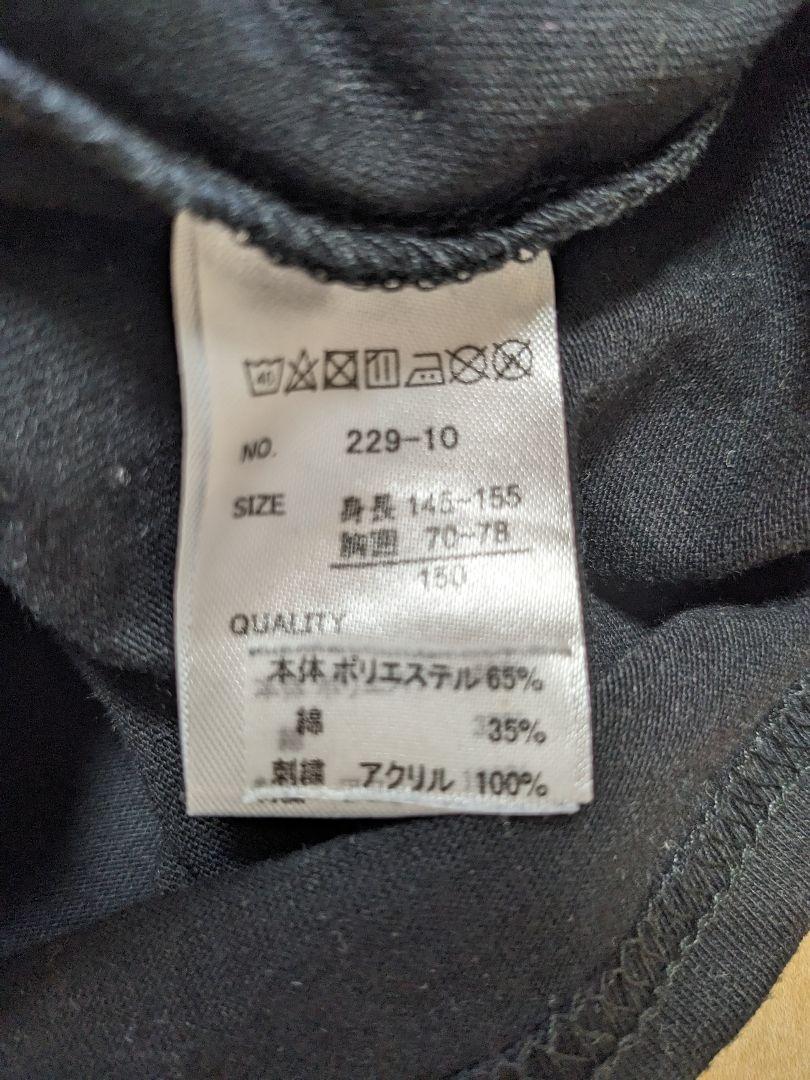 40
NO. 229-10
SIZE 身長 145-155
胸囲 70-78
150
QUALITY
本体 ポリエステル 65%
綿 35%
刺繍 アクリル 100%